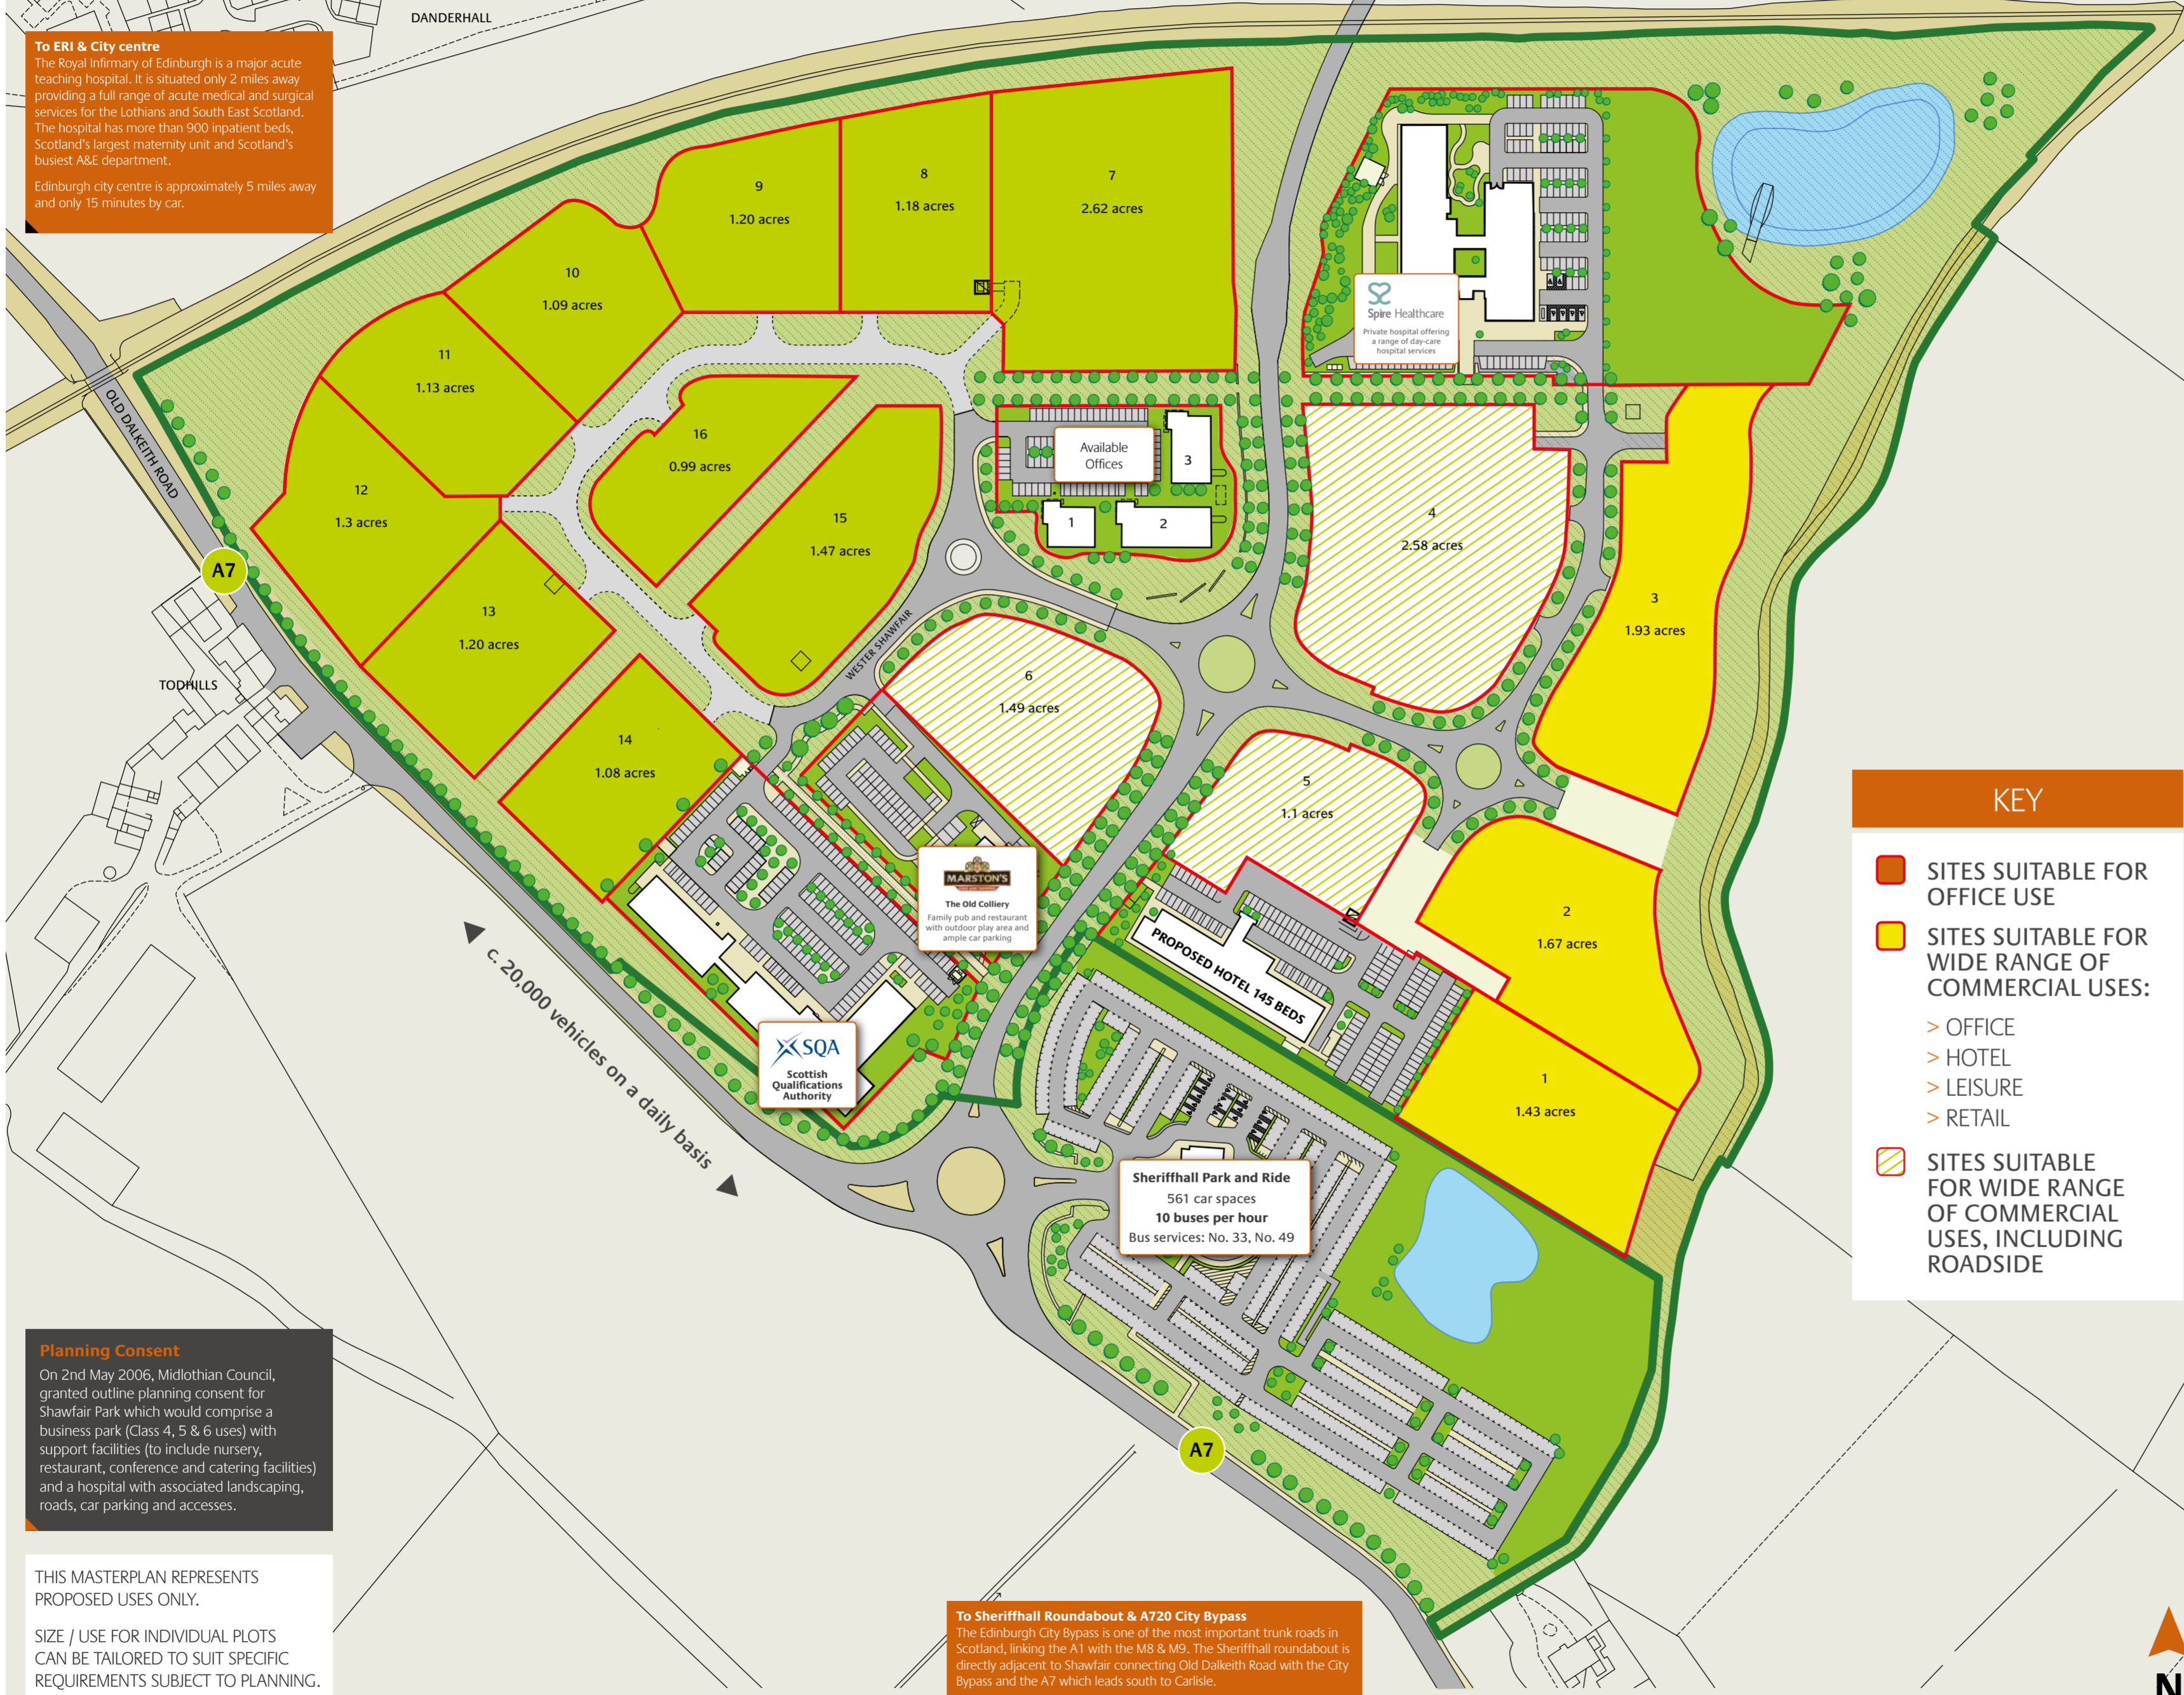 DANDERHALL
To ERI & City centre
The Royal Infirmary of Edinburgh is a major acute
teaching hospital. It is situated only 2 miles away
providing a full range of acute medical and surgical
services for the Lothians and South East Scotland.
The hospital has more than 900 inpatient beds,
Scotland's largest maternity unit and Scotland's
busiest A&E department.
Edinburgh city centre is approximately 5 miles away
and only 15 minutes by car.
7
2.62 acres
8
1.18 acres
9
1.20 acres
10
1.09 acres
11
1.13 acres
12
1.3 acres
13
1.20 acres
14
1.08 acres
15
1.47 acres
16
0.99 acres
Spire Healthcare
Private hospital offering
a range of day-care
hospital services
Available
Offices
3
1
2
4
2.58 acres
3
1.93 acres
OLD DALKEITH ROAD
A7
TODHILLS
WESTER SHAWFAIR
6
1.49 acres
5
1.1 acres
2
1.67 acres
1
1.43 acres
MARSTON'S
The Old Colliery
Family pub and restaurant
with outdoor play area and
ample car parking
PROPOSED HOTEL 145 BEDS
SQA
Scottish
Qualifications
Authority
c. 20,000 vehicles on a daily basis
Sheriffhall Park and Ride
561 car spaces
10 buses per hour
Bus services: No. 33, No. 49
A7
KEY
SITES SUITABLE FOR
OFFICE USE
SITES SUITABLE FOR
WIDE RANGE OF
COMMERCIAL USES:
> OFFICE
> HOTEL
> LEISURE
> RETAIL
SITES SUITABLE
FOR WIDE RANGE
OF COMMERCIAL
USES, INCLUDING
ROADSIDE
Planning Consent
On 2nd May 2006, Midlothian Council,
granted outline planning consent for
Shawfair Park which would comprise a
business park (Class 4, 5 & 6 uses) with
support facilities (to include nursery,
restaurant, conference and catering facilities)
and a hospital with associated landscaping,
roads, car parking and accesses.
THIS MASTERPLAN REPRESENTS
PROPOSED USES ONLY.
SIZE / USE FOR INDIVIDUAL PLOTS
CAN BE TAILORED TO SUIT SPECIFIC
REQUIREMENTS SUBJECT TO PLANNING.
To Sheriffhall Roundabout & A720 City Bypass
The Edinburgh City Bypass is one of the most important trunk roads in
Scotland, linking the A1 with the M8 & M9. The Sheriffhall roundabout is
directly adjacent to Shawfair connecting Old Dalkeith Road with the City
Bypass and the A7 which leads south to Carlisle.
N